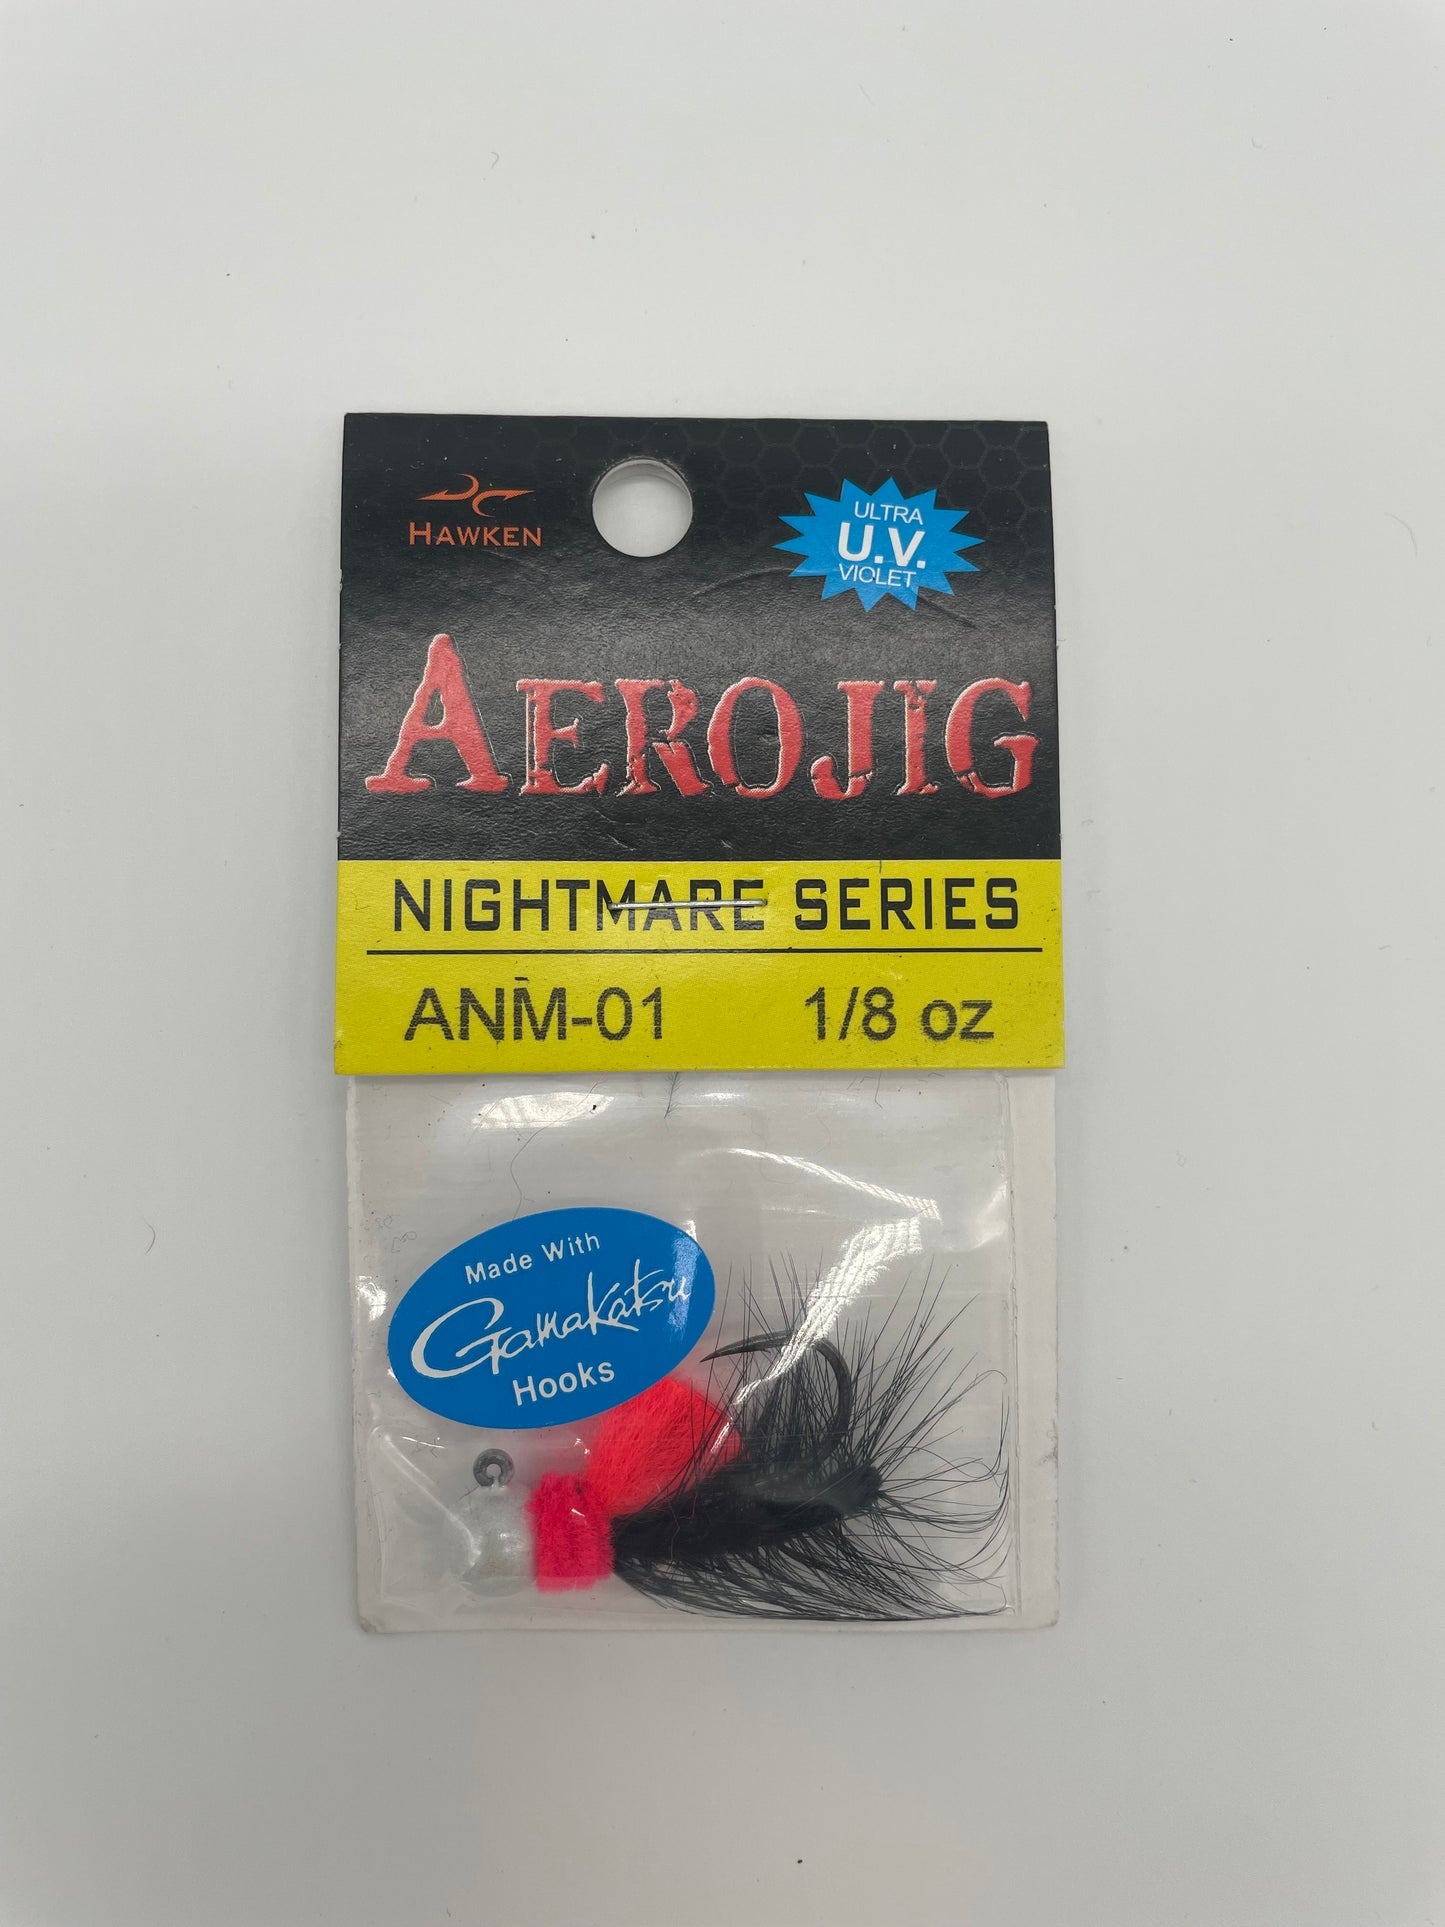 HAWKEN
ULTRA
U.V.
VIOLET
AEROJIG
NIGHTMARE SERIES
ANM-01 1/8 oz
Made With
Gamakatsu
Hooks